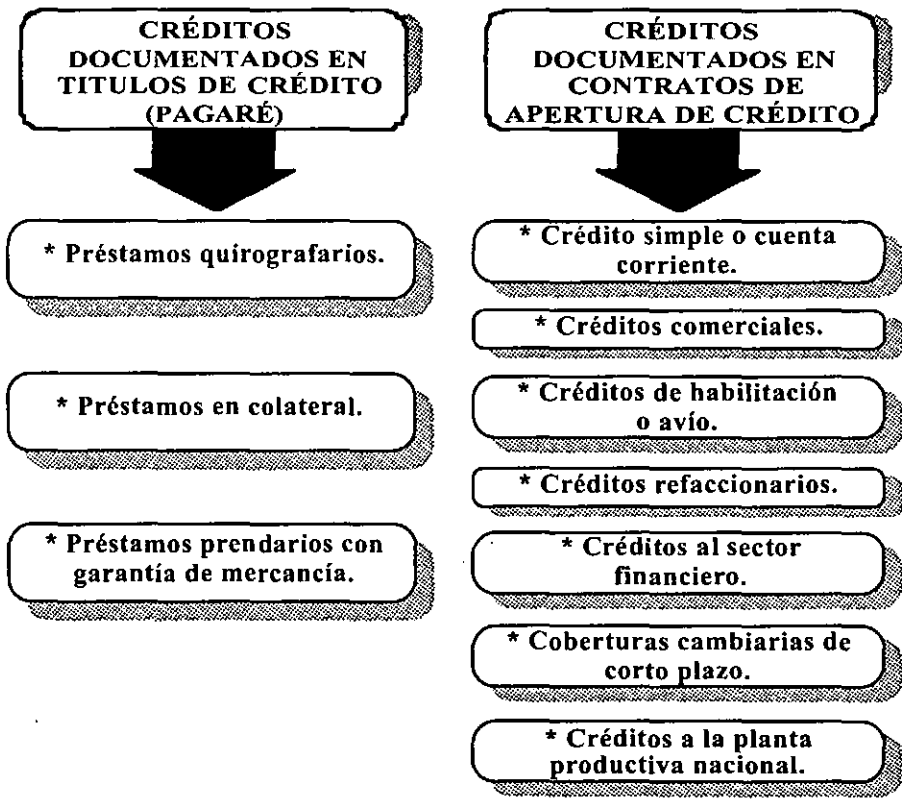 CRÉDITOS
DOCUMENTADOS EN
TITULOS DE CRÉDITO
(PAGARÉ)
* Préstamos quirografarios.
* Préstamos en colateral.
* Préstamos prendarios con
garantía de mercancía.
CRÉDITOS
DOCUMENTADOS EN
CONTRATOS DE
APERTURA DE CRÉDITO
* Crédito simple o cuenta
corriente.
* Créditos comerciales.
* Créditos de habilitación
o avío.
* Créditos refaccionarios.
* Créditos al sector
financiero.
* Coberturas cambiarias de
corto plazo.
* Créditos a la planta
productiva nacional.